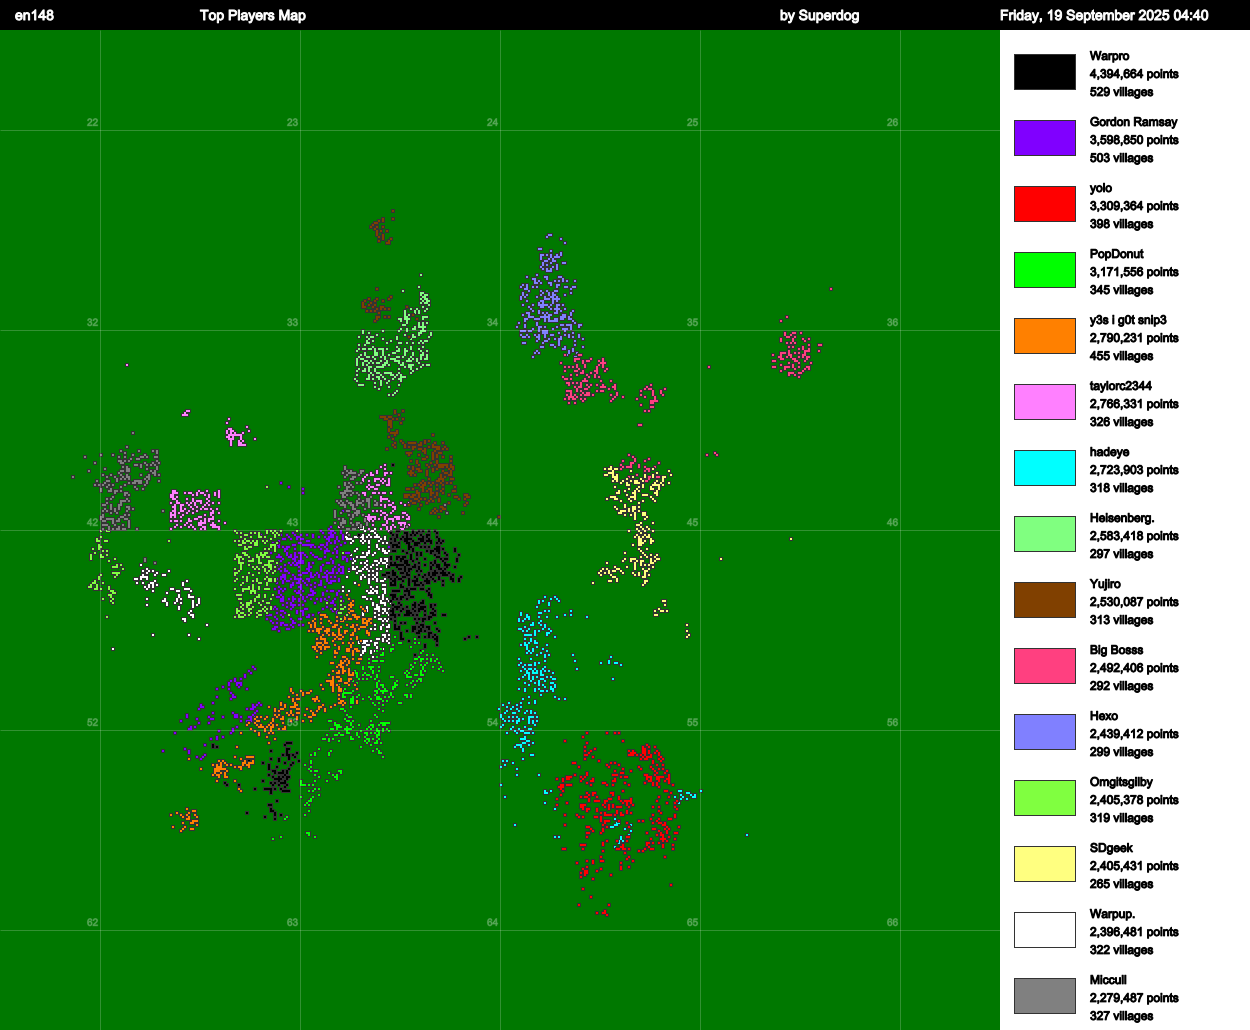 en148 Top Players Map by Superdog Friday, 19 September 2025 04:40
22 23 24 25 26
32 33 34 35 36
42 43 44 45 46
52 53 54 55 56
62 63 64 65 66
Warpro
4,394,664 points
529 villages
Gordon Ramsay
3,598,850 points
503 villages
yolo
3,309,364 points
398 villages
PopDonut
3,171,556 points
345 villages
y3s i g0t snip3
2,790,231 points
455 villages
taylorc2344
2,766,331 points
326 villages
hadeye
2,723,903 points
318 villages
Heisenberg.
2,583,418 points
297 villages
Yujiro
2,530,087 points
313 villages
Big Bosss
2,492,406 points
292 villages
Hexo
2,439,412 points
299 villages
Omgitsgilby
2,405,378 points
319 villages
SDgeek
2,405,431 points
265 villages
Warpup.
2,396,481 points
322 villages
Miccull
2,279,487 points
327 villages